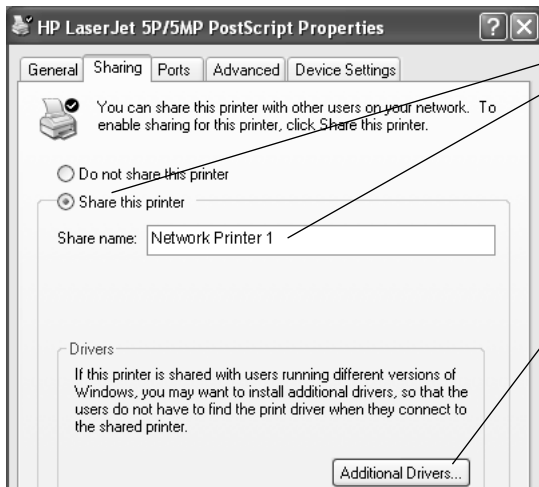 HP LaserJet 5P/5MP PostScript Properties
General Sharing Ports Advanced Device Settings
You can share this printer with other users on your network. To
enable sharing for this printer, click Share this printer.
Do not share this printer
Share this printer
Share name: Network Printer 1
Drivers
If this printer is shared with users running different versions of
Windows, you may want to install additional drivers, so that the
users do not have to find the print driver when they connect to
the shared printer.
Additional Drivers...